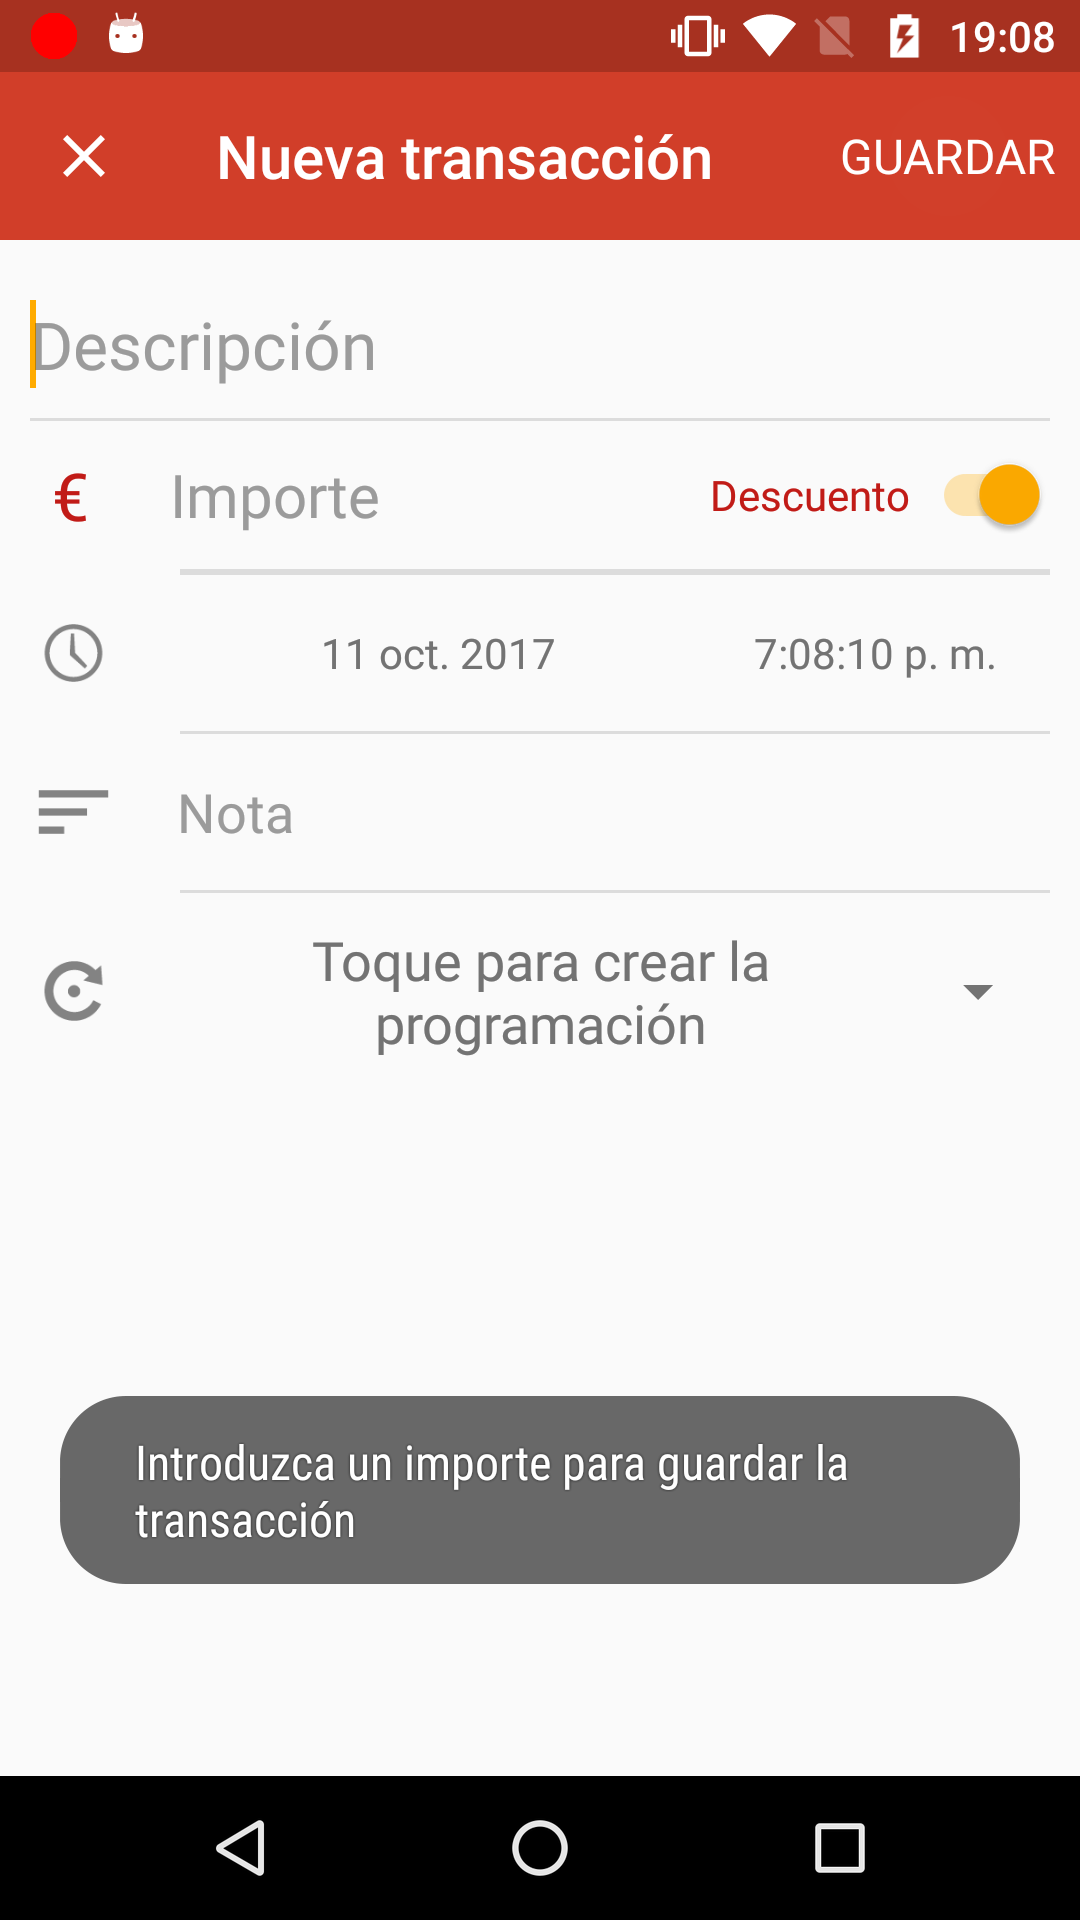 19:08
Nueva transacción
GUARDAR
Descripción
€
Importe
Descuento
11 oct. 2017
7:08:10 p. m.
Nota
Toque para crear la
programación
Introduzca un importe para guardar la
transacción